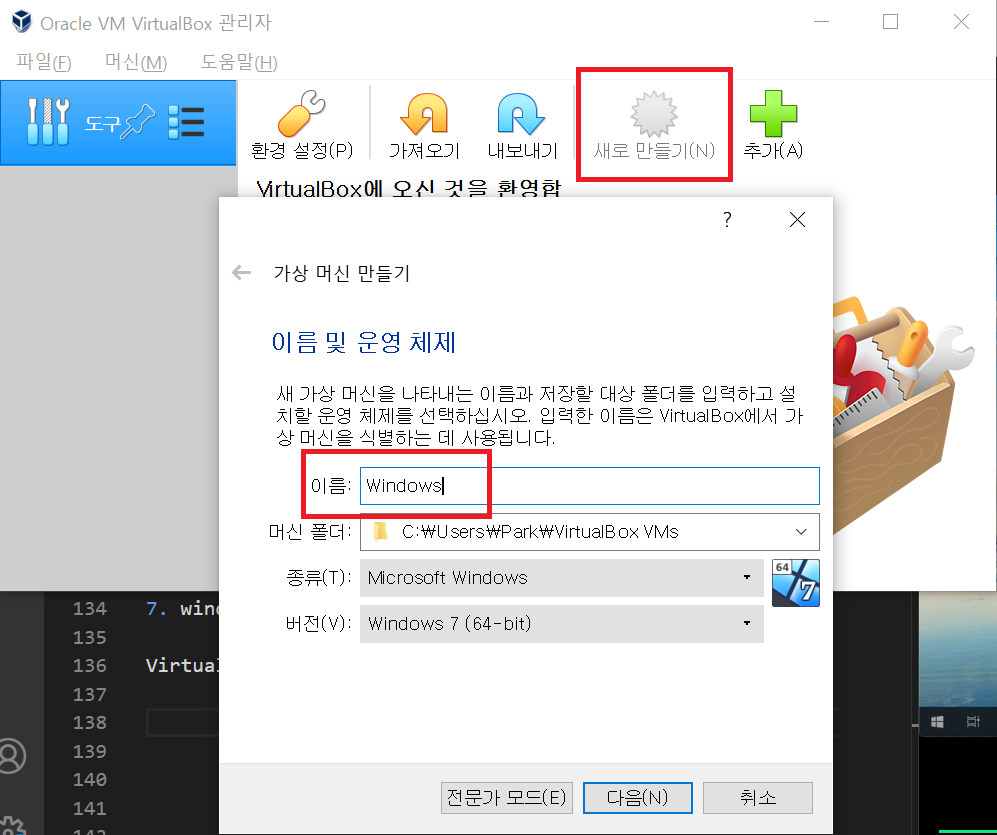 Oracle VM VirtualBox 관리자
파일(F) 머신(M) 도움말(H)
도구
환경 설정(P) 가져오기 내보내기 새로 만들기(N) 추가(A)
VirtualBox에 오신 것을 환영합
?
가상 머신 만들기
이름 및 운영 체제
새 가상 머신을 나타내는 이름과 저장할 대상 폴더를 입력하고 설
치할 운영 체제를 선택하십시오. 입력한 이름은 VirtualBox에서 가
상 머신을 식별하는 데 사용됩니다.
이름: Windows
머신 폴더: C:₩Users₩Park₩VirtualBox VMs
종류(T): Microsoft Windows
64
7
버전(V): Windows 7 (64-bit)
134 7. wind
135
136 Virtual
137
138
139
140
141
전문가 모드(E) 다음(N) 취소